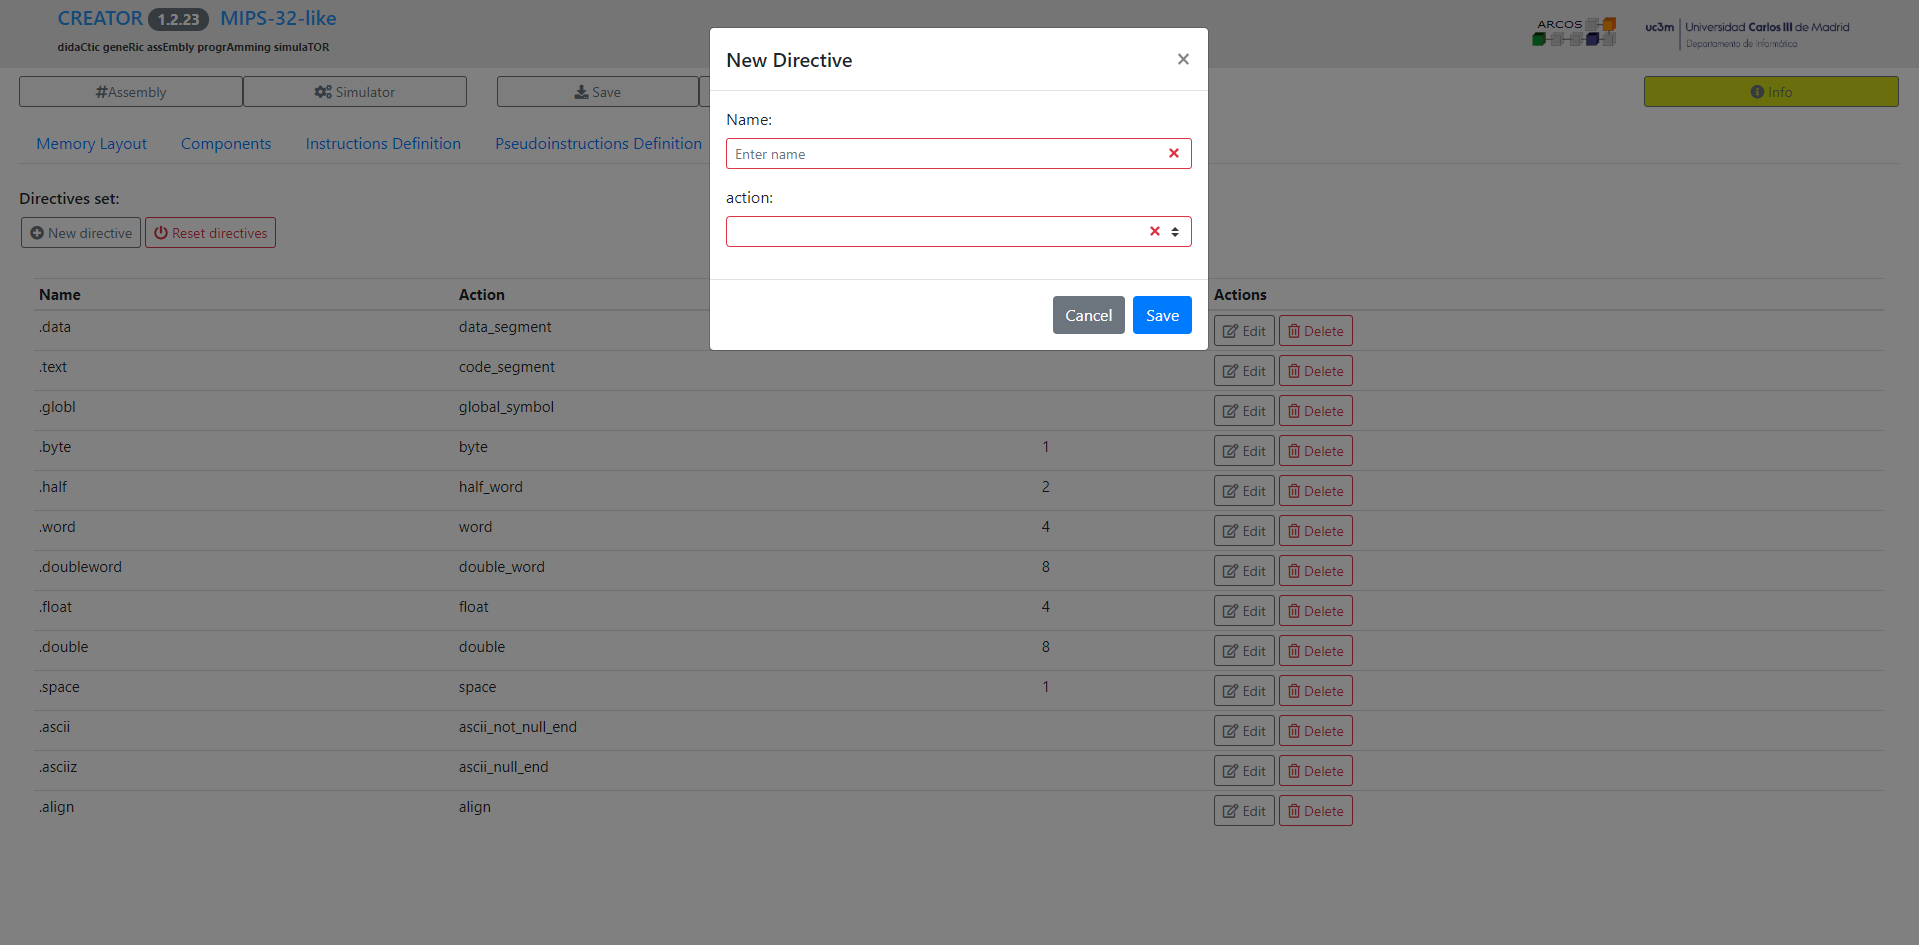 CREATOR 1.2.23 MIPS-32-like
didaCtic geneRic assEmbly progrAmming simulaTOR
ARCOS
uc3m Universidad Carlos III de Madrid
Departamento de Informática
#Assembly Simulator Save Info
Memory Layout Components Instructions Definition Pseudoinstructions Definition
New Directive ×
Name:
Enter name
action:
Cancel Save
Directives set:
New directive Reset directives
Name Action Actions
.data data_segment Edit Delete
.text code_segment Edit Delete
.globl global_symbol Edit Delete
.byte byte 1 Edit Delete
.half half_word 2 Edit Delete
.word word 4 Edit Delete
.doubleword double_word 8 Edit Delete
.float float 4 Edit Delete
.double double 8 Edit Delete
.space space 1 Edit Delete
.ascii ascii_not_null_end Edit Delete
.asciiz ascii_null_end Edit Delete
.align align Edit Delete